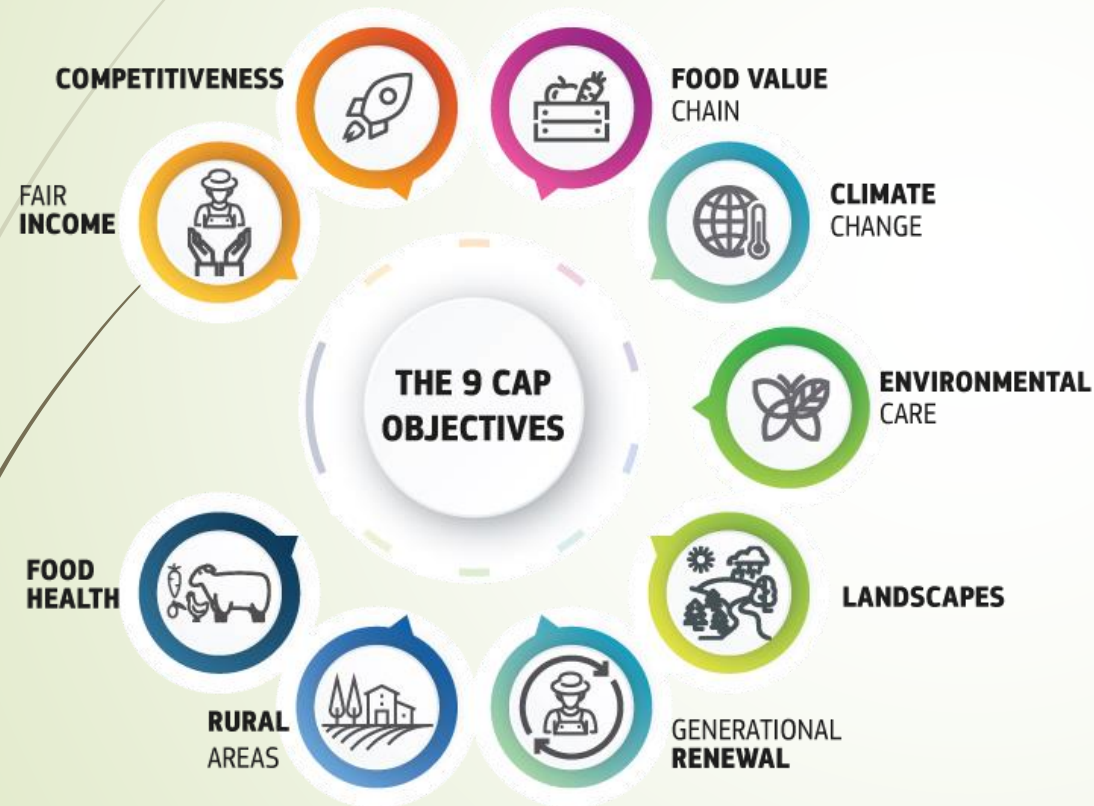 COMPETITIVENESS
FOOD VALUE
CHAIN
FAIR
INCOME
CLIMATE
CHANGE
THE 9 CAP
OBJECTIVES
ENVIRONMENTAL
CARE
FOOD
HEALTH
LANDSCAPES
RURAL
AREAS
GENERATIONAL
RENEWAL